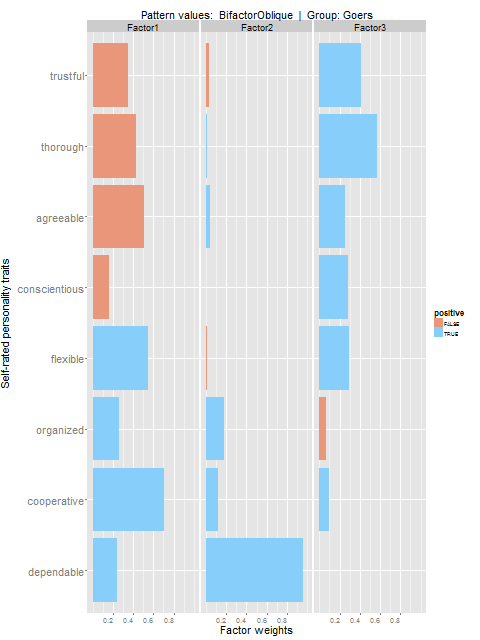 Pattern values: BifactorOblique | Group: Goers
Factor1 Factor2 Factor3
Self-rated personality traits
trustful
thorough
agreeable
conscientious
flexible
organized
cooperative
dependable
positive
FALSE
TRUE
0.2 0.4 0.6 0.8 0.2 0.4 0.6 0.8 0.2 0.4 0.6 0.8
Factor weights